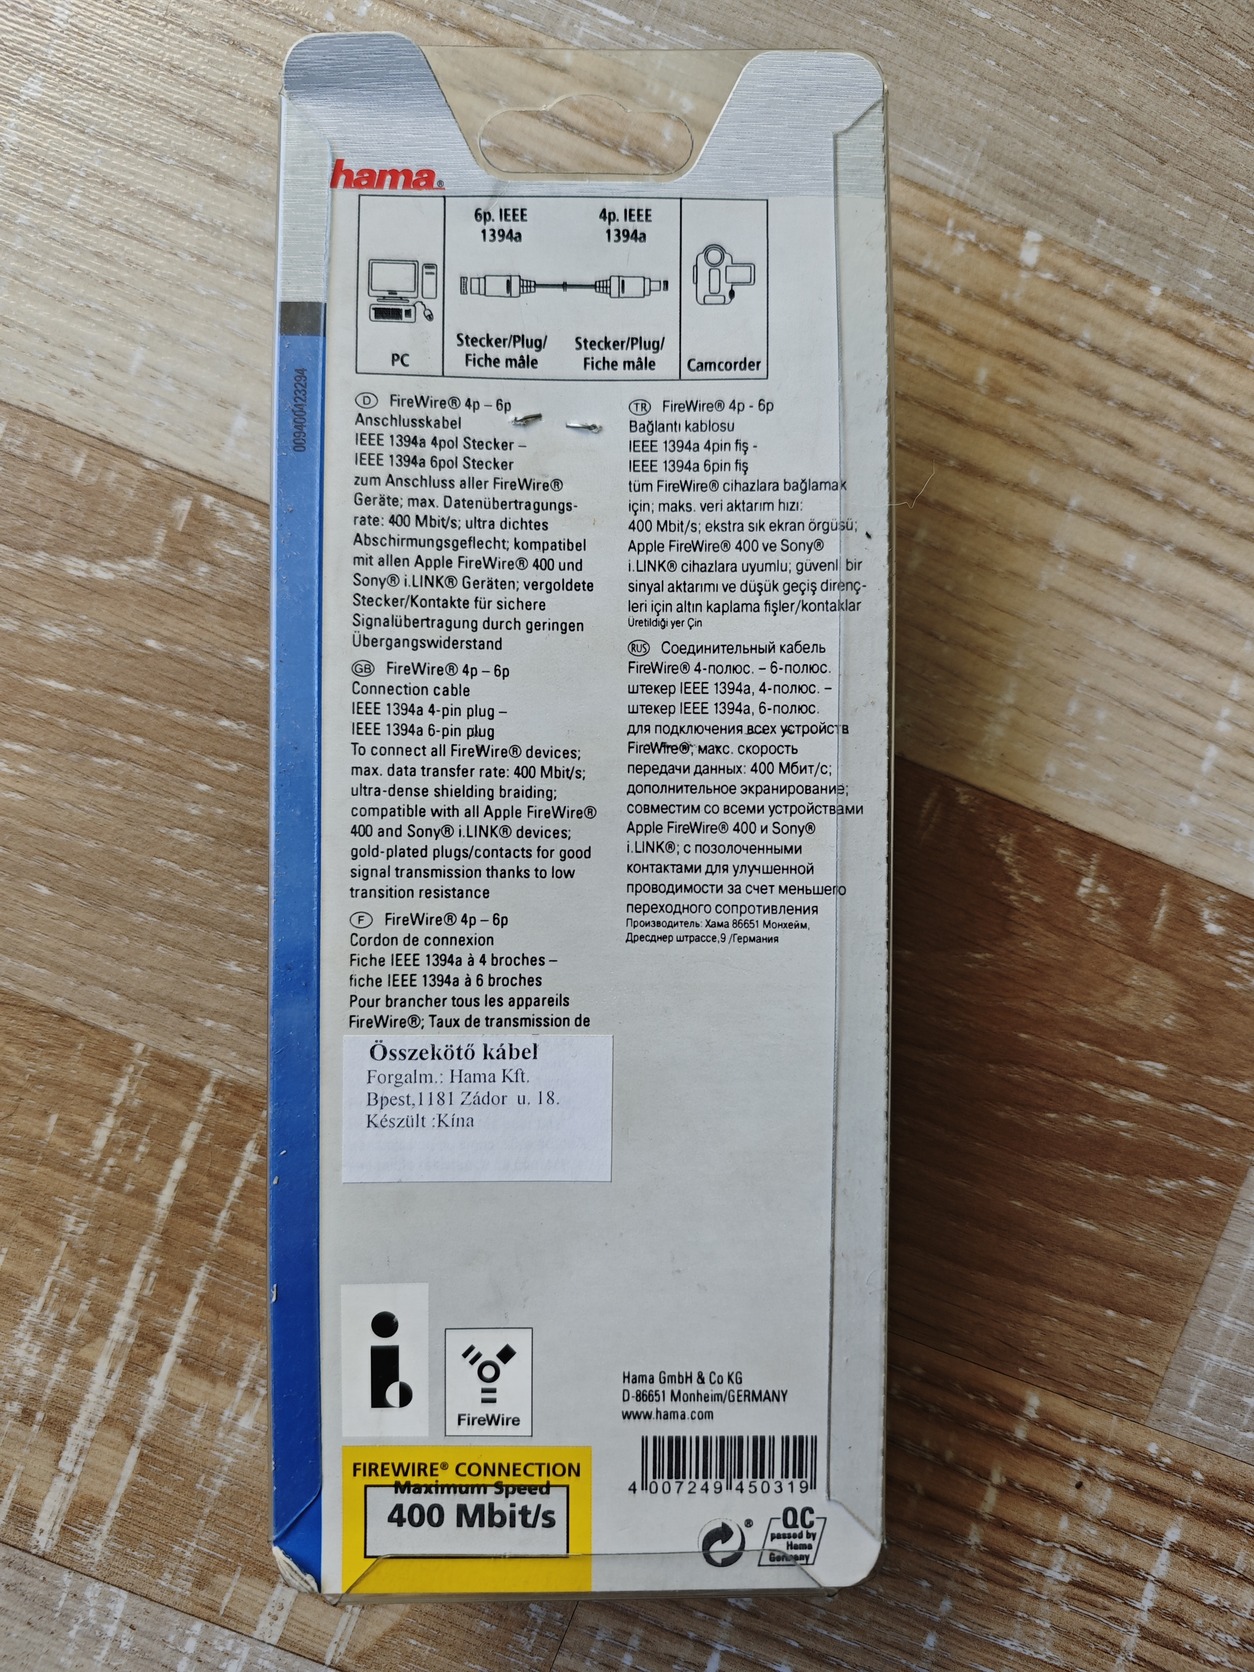 hama®
6p. IEEE
1394a
4p. IEEE
1394a
PC
Stecker/Plug/
Fiche mâle
Stecker/Plug/
Fiche mâle
Camcorder
009400423294
D FireWire® 4p – 6p
Anschlusskabel
IEEE 1394a 4pol Stecker –
IEEE 1394a 6pol Stecker
zum Anschluss aller FireWire®
Geräte; max. Datenübertragungs-
rate: 400 Mbit/s; ultra dichtes
Abschirmungsgeflecht; kompatibel
mit allen Apple FireWire® 400 und
Sony® i.LINK® Geräten; vergoldete
Stecker/Kontakte für sichere
Signalübertragung durch geringen
Übergangswiderstand
GB FireWire® 4p – 6p
Connection cable
IEEE 1394a 4-pin plug –
IEEE 1394a 6-pin plug
To connect all FireWire® devices;
max. data transfer rate: 400 Mbit/s;
ultra-dense shielding braiding;
compatible with all Apple FireWire®
400 and Sony® i.LINK® devices;
gold-plated plugs/contacts for good
signal transmission thanks to low
transition resistance
F FireWire® 4p – 6p
Cordon de connexion
Fiche IEEE 1394a à 4 broches –
fiche IEEE 1394a à 6 broches
Pour brancher tous les appareils
FireWire®; Taux de transmission de
TR FireWire® 4p - 6p
Bağlantı kablosu
IEEE 1394a 4pin fiş -
IEEE 1394a 6pin fiş
tüm FireWire® cihazlara bağlamak
için; maks. veri aktarım hızı:
400 Mbit/s; ekstra sık ekran örgüsü;
Apple FireWire® 400 ve Sony®
i.LINK® cihazlara uyumlu; güvenli bir
sinyal aktarımı ve düşük geçiş direnç-
leri için altın kaplama fişler/kontaklar
Üretildiği yer Çin
RUS Соединительный кабель
FireWire® 4-полюс. – 6-полюс.
штекер IEEE 1394a, 4-полюс. –
штекер IEEE 1394a, 6-полюс.
для подключения всех устройств
FireWire®; макс. скорость
передачи данных: 400 Мбит/с;
дополнительное экранирование;
совместим со всеми устройствами
Apple FireWire® 400 и Sony®
i.LINK®; с позолоченными
контактами для улучшенной
проводимости за счет меньшего
переходного сопротивления
Производитель: Хама 86651 Монхейм,
Дресднер штрассе,9 /Германия
Összekötő kábel
Forgalm.: Hama Kft.
Bpest,1181 Zádor u. 18.
Készült :Kína
FireWire
FIREWIRE® CONNECTION
Maximum Speed
400 Mbit/s
Hama GmbH & Co KG
D-86651 Monheim/GERMANY
www.hama.com
4 007249 450319
®
QC
passed by
Hama
Germany